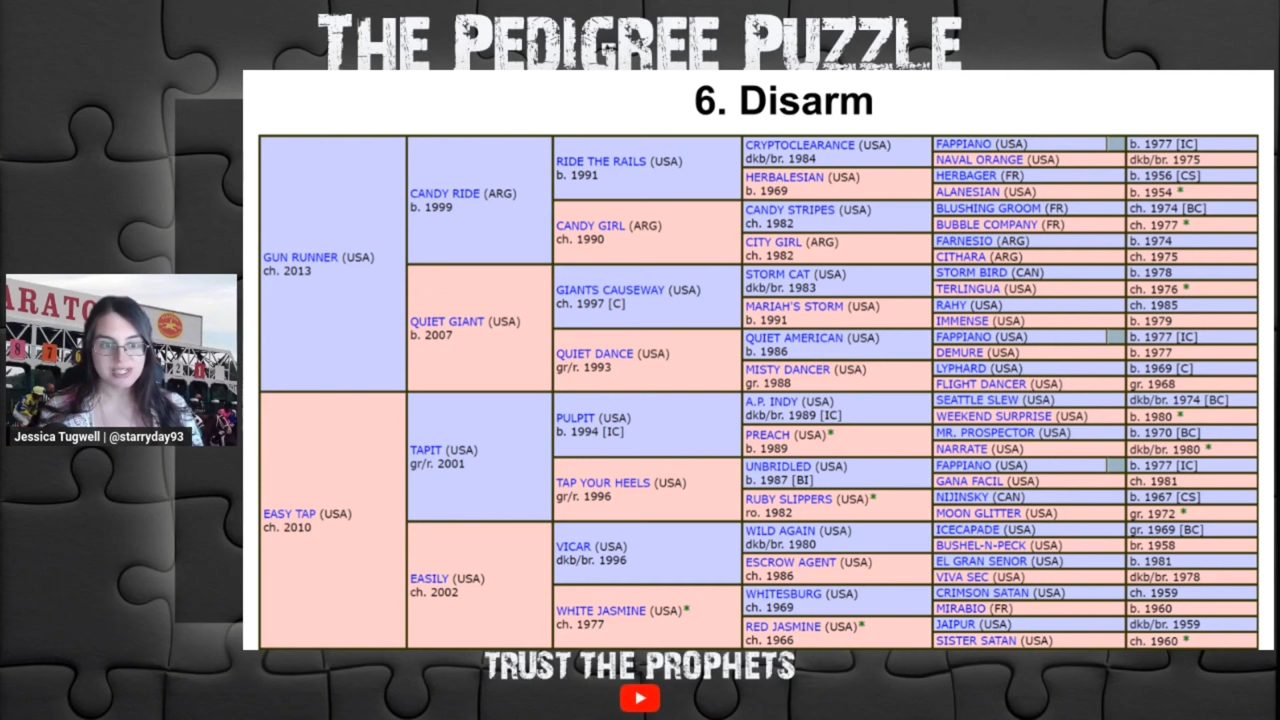 THE PEDIGREE PUZZLE
6. Disarm
GUN RUNNER (USA)
ch. 2013
EASY TAP (USA)
ch. 2010
CANDY RIDE (ARG)
b. 1999
QUIET GIANT (USA)
b. 2007
TAPIT (USA)
gr/r. 2001
EASILY (USA)
ch. 2002
RIDE THE RAILS (USA)
b. 1991
CANDY GIRL (ARG)
ch. 1990
GIANTS CAUSEWAY (USA)
ch. 1997 [C]
QUIET DANCE (USA)
gr/r. 1993
PULPIT (USA)
b. 1994 [IC]
TAP YOUR HEELS (USA)
gr/r. 1996
VICAR (USA)
dkb/br. 1996
WHITE JASMINE (USA)*
ch. 1977
CRYPTOCLEARANCE (USA)
dkb/br. 1984
HERBALESIAN (USA)
b. 1969
CANDY STRIPES (USA)
ch. 1982
CITY GIRL (ARG)
ch. 1982
STORM CAT (USA)
dkb/br. 1983
MARIAH'S STORM (USA)
b. 1991
QUIET AMERICAN (USA)
b. 1986
MISTY DANCER (USA)
gr. 1988
A.P. INDY (USA)
dkb/br. 1989 [IC]
PREACH (USA)*
b. 1989
UNBRIDLED (USA)
b. 1987 [BI]
RUBY SLIPPERS (USA)*
ro. 1982
WILD AGAIN (USA)
dkb/br. 1980
ESCROW AGENT (USA)
ch. 1986
WHITESBURG (USA)
ch. 1969
RED JASMINE (USA)*
ch. 1966
FAPPIANO (USA) b. 1977 [IC]
NAVAL ORANGE (USA) dkb/br. 1975
HERBAGER (FR) b. 1956 [CS]
ALANESIAN (USA) b. 1954 *
BLUSHING GROOM (FR) ch. 1974 [BC]
BUBBLE COMPANY (FR) ch. 1977 *
FARNESIO (ARG) b. 1974
CITHARA (ARG) ch. 1975
STORM BIRD (CAN) b. 1978
TERLINGUA (USA) ch. 1976 *
RAHY (USA) ch. 1985
IMMENSE (USA) b. 1979
FAPPIANO (USA) b. 1977 [IC]
DEMURE (USA) b. 1977
LYPHARD (USA) b. 1969 [C]
FLIGHT DANCER (USA) gr. 1968
SEATTLE SLEW (USA) dkb/br. 1974 [BC]
WEEKEND SURPRISE (USA) b. 1980 *
MR. PROSPECTOR (USA) b. 1970 [BC]
NARRATE (USA) dkb/br. 1980 *
FAPPIANO (USA) b. 1977 [IC]
GANA FACIL (USA) ch. 1981
NIJINSKY (CAN) b. 1967 [CS]
MOON GLITTER (USA) gr. 1972 *
ICECAPADE (USA) gr. 1969 [BC]
BUSHEL-N-PECK (USA) br. 1958
EL GRAN SENOR (USA) b. 1981
VIVA SEC (USA) dkb/br. 1978
CRIMSON SATAN (USA) ch. 1959
MIRABIO (FR) b. 1960
JAIPUR (USA) dkb/br. 1959
SISTER SATAN (USA) ch. 1960 *
ARATO
8 7 6 2 1
Jessica Tugwell | @starryday93
TRUST THE PROPHETS